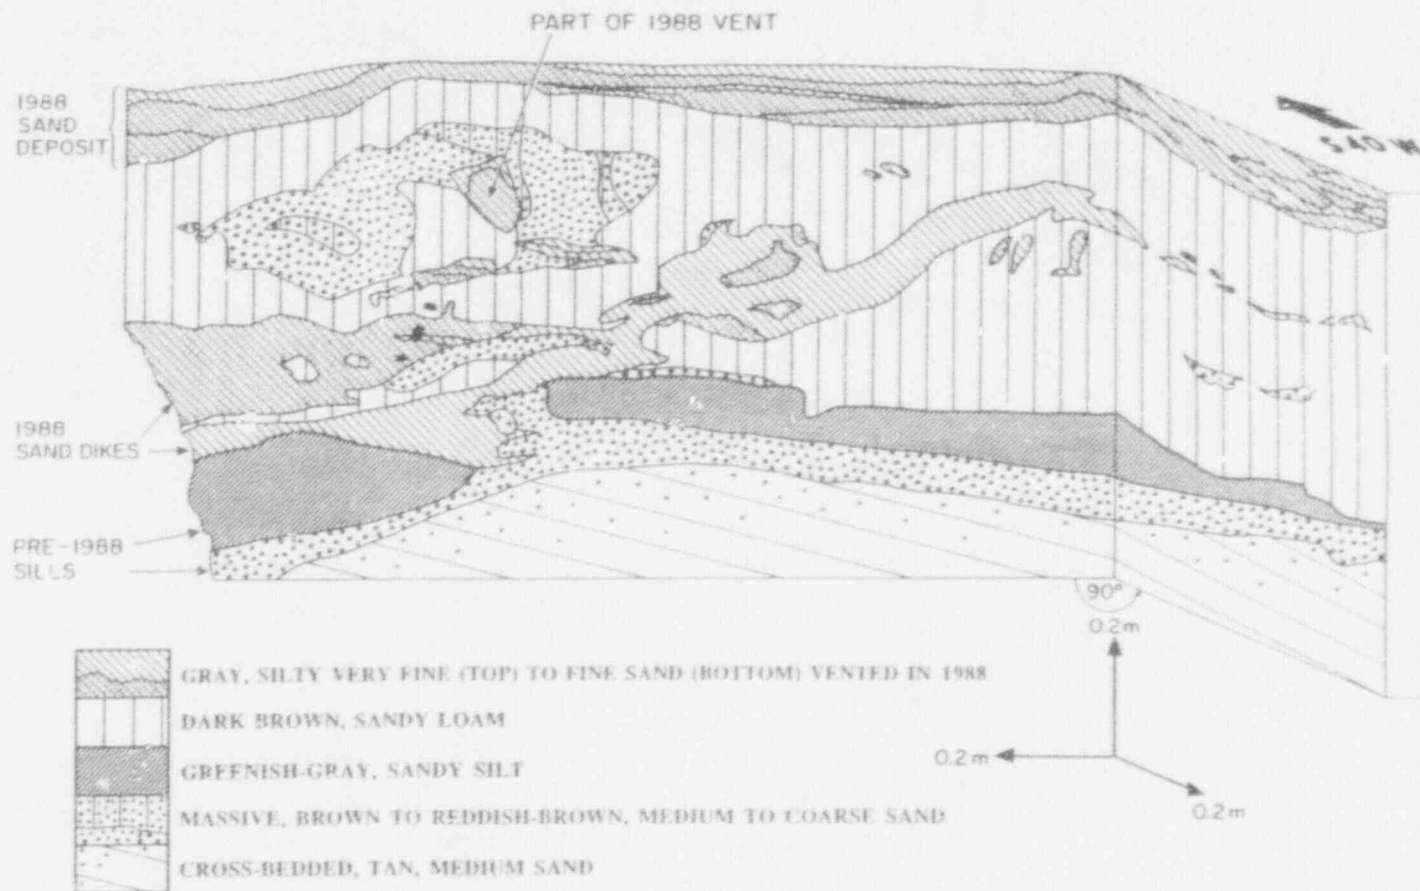 PART OF 1988 VENT
1988
SAND
DEPOSIT
1988
SAND DIKES
PRE-1988
SILLS
90°
0.2m
0.2m
0.2m
GRAY, SILTY VERY FINE (TOP) TO FINE SAND (BOTTOM) VENTED IN 1988
DARK BROWN, SANDY LOAM
GREENISH-GRAY, SANDY SILT
MASSIVE, BROWN TO REDDISH-BROWN, MEDIUM TO COARSE SAND
CROSS-BEDDED, TAN, MEDIUM SAND